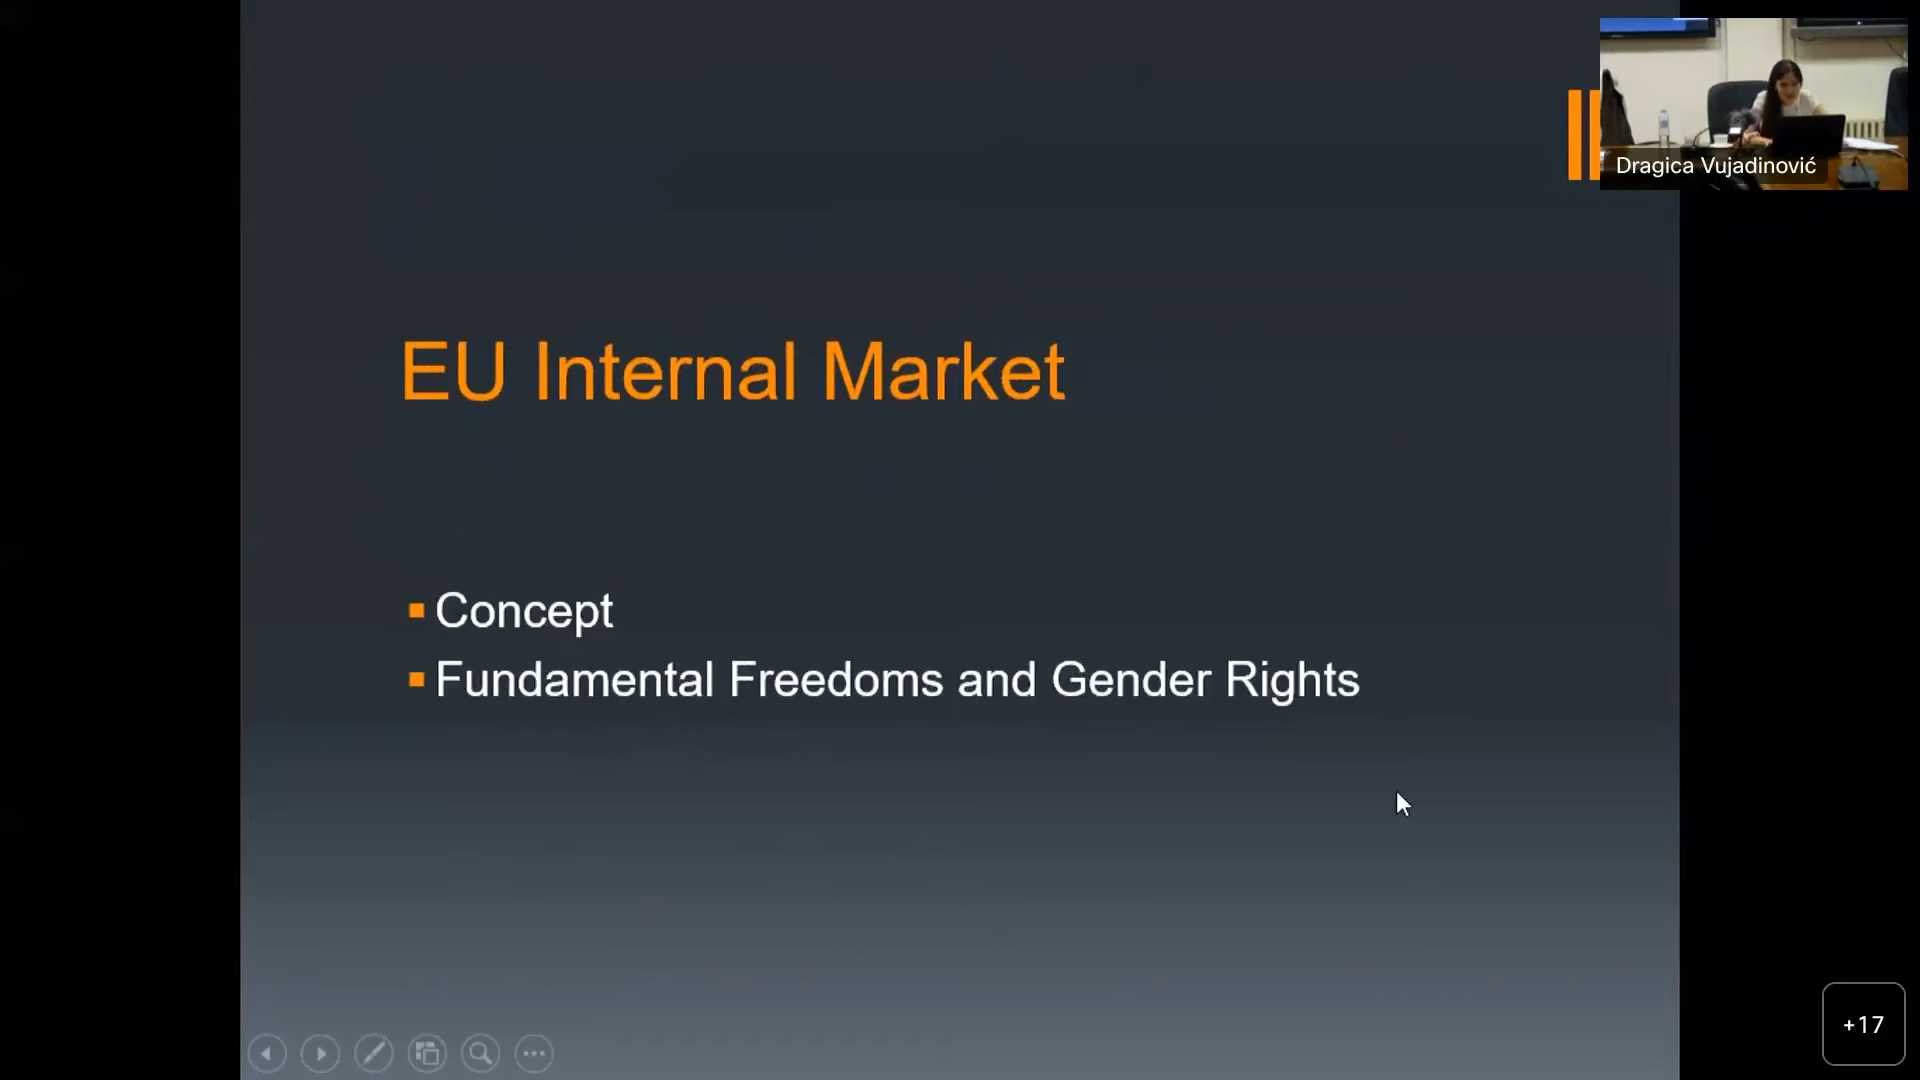 EU Internal Market
Concept
Fundamental Freedoms and Gender Rights
Dragica Vujadinović
+17